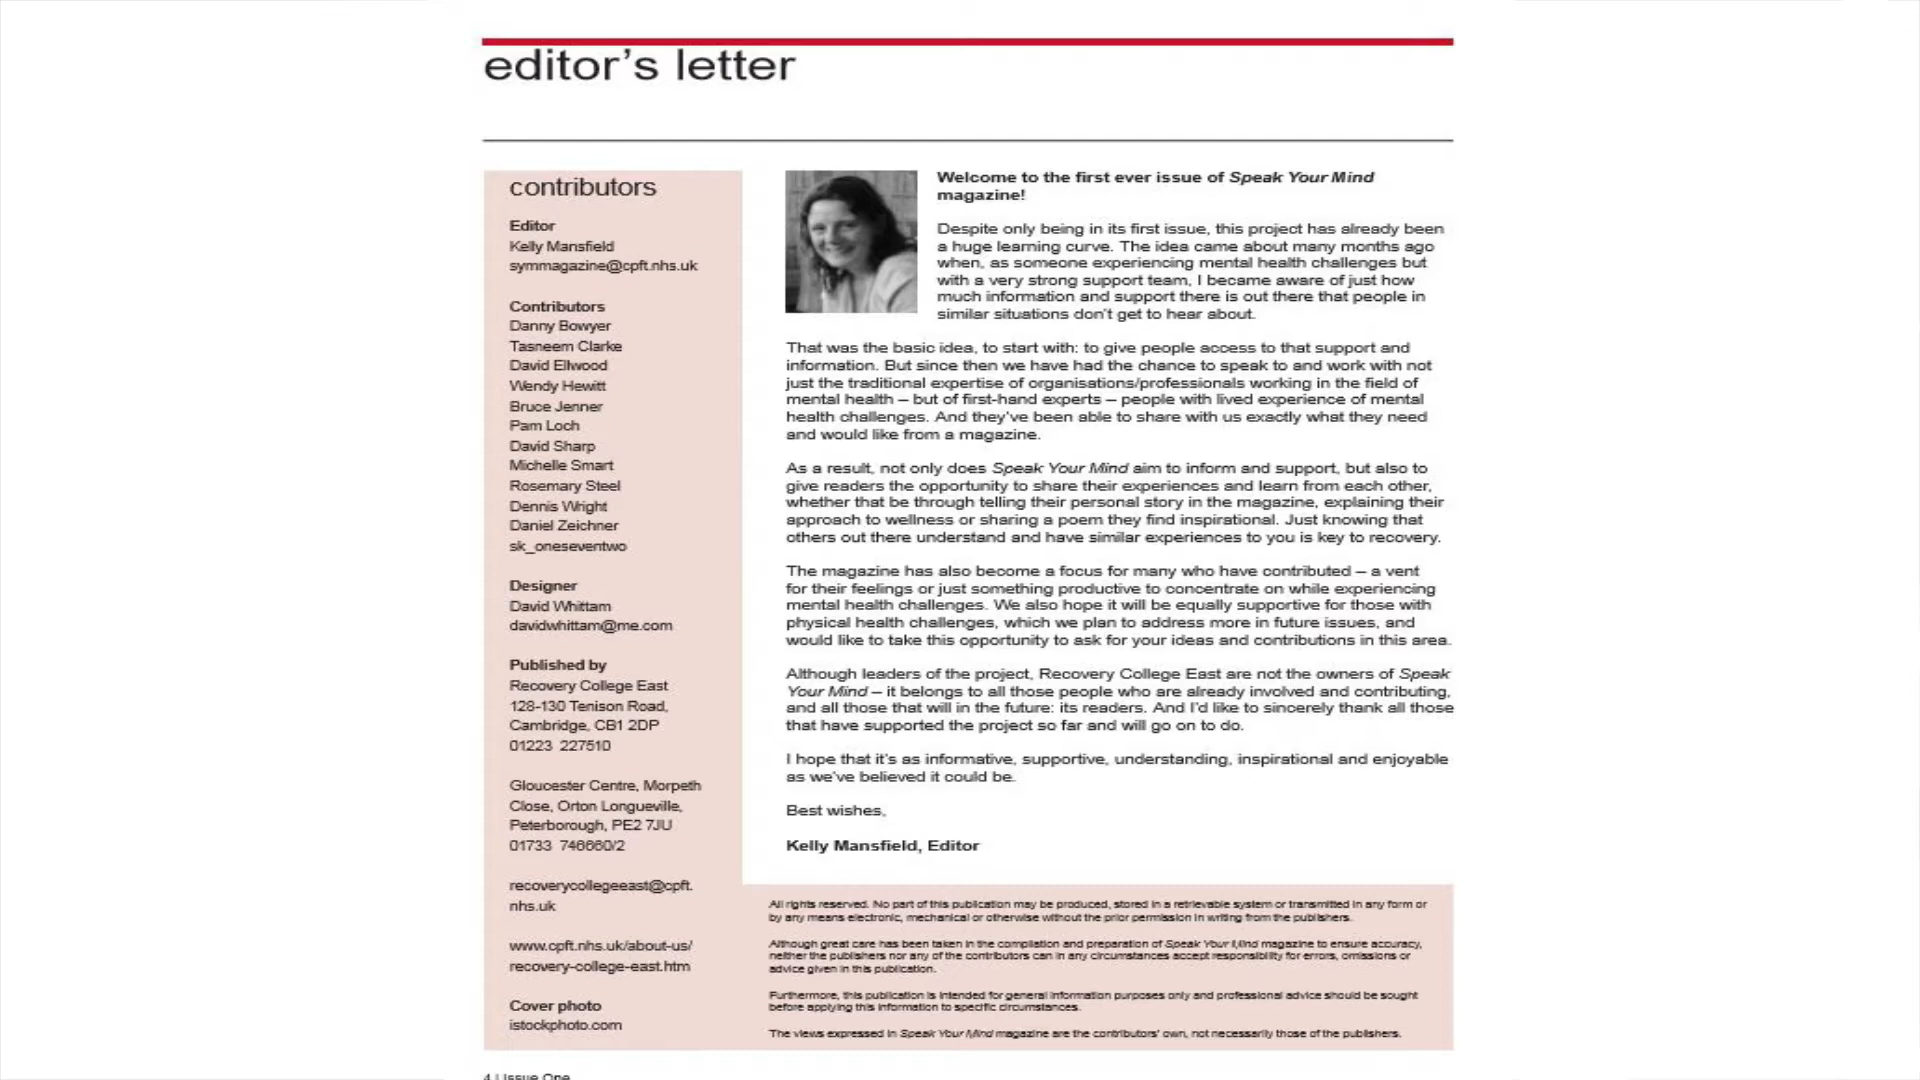 editor's letter
contributors
Editor
Kelly Mansfield
symmagazine@cpft.nhs.uk
Contributors
Danny Bowyer
Tasneem Clarke
David Ellwood
Wendy Hewitt
Bruce Jenner
Pam Loch
David Sharp
Michelle Smart
Rosemary Steel
Dennis Wright
Daniel Zeichner
sk_oneseventwo
Designer
David Whittam
davidwhittam@me.com
Published by
Recovery College East
128-130 Tenison Road,
Cambridge, CB1 2DP
01223 227510
Gloucester Centre, Morpeth
Close, Orton Longueville,
Peterborough, PE2 7JU
01733 746660/2
recoverycollegeeast@cpft.
nhs.uk
www.cpft.nhs.uk/about-us/
recovery-college-east.htm
Cover photo
istockphoto.com
Welcome to the first ever issue of Speak Your Mind
magazine!
Despite only being in its first issue, this project has already been
a huge learning curve. The idea came about many months ago
when, as someone experiencing mental health challenges but
with a very strong support team, I became aware of just how
much information and support there is out there that people in
similar situations don't get to hear about.
That was the basic idea, to start with: to give people access to that support and
information. But since then we have had the chance to speak to and work with not
just the traditional expertise of organisations/professionals working in the field of
mental health – but of first-hand experts – people with lived experience of mental
health challenges. And they've been able to share with us exactly what they need
and would like from a magazine.
As a result, not only does Speak Your Mind aim to inform and support, but also to
give readers the opportunity to share their experiences and learn from each other,
whether that be through telling their personal story in the magazine, explaining their
approach to wellness or sharing a poem they find inspirational. Just knowing that
others out there understand and have similar experiences to you is key to recovery.
The magazine has also become a focus for many who have contributed – a vent
for their feelings or just something productive to concentrate on while experiencing
mental health challenges. We also hope it will be equally supportive for those with
physical health challenges, which we plan to address more in future issues, and
would like to take this opportunity to ask for your ideas and contributions in this area.
Although leaders of the project, Recovery College East are not the owners of Speak
Your Mind – it belongs to all those people who are already involved and contributing,
and all those that will in the future: its readers. And I'd like to sincerely thank all those
that have supported the project so far and will go on to do.
I hope that it's as informative, supportive, understanding, inspirational and enjoyable
as we've believed it could be.
Best wishes,
Kelly Mansfield, Editor
All rights reserved. No part of this publication may be produced, stored in a retrievable system or transmitted in any form or
by any means electronic, mechanical or otherwise without the prior permission in writing from the publishers.
Although great care has been taken in the compilation and preparation of Speak Your Mind magazine to ensure accuracy,
neither the publishers nor any of the contributors can in any circumstances accept responsibility for errors, omissions or
advice given in this publication.
Furthermore, this publication is intended for general information purposes only and professional advice should be sought
before applying this information to specific circumstances.
The views expressed in Speak Your Mind magazine are the contributors' own, not necessarily those of the publishers.
4 | Issue One